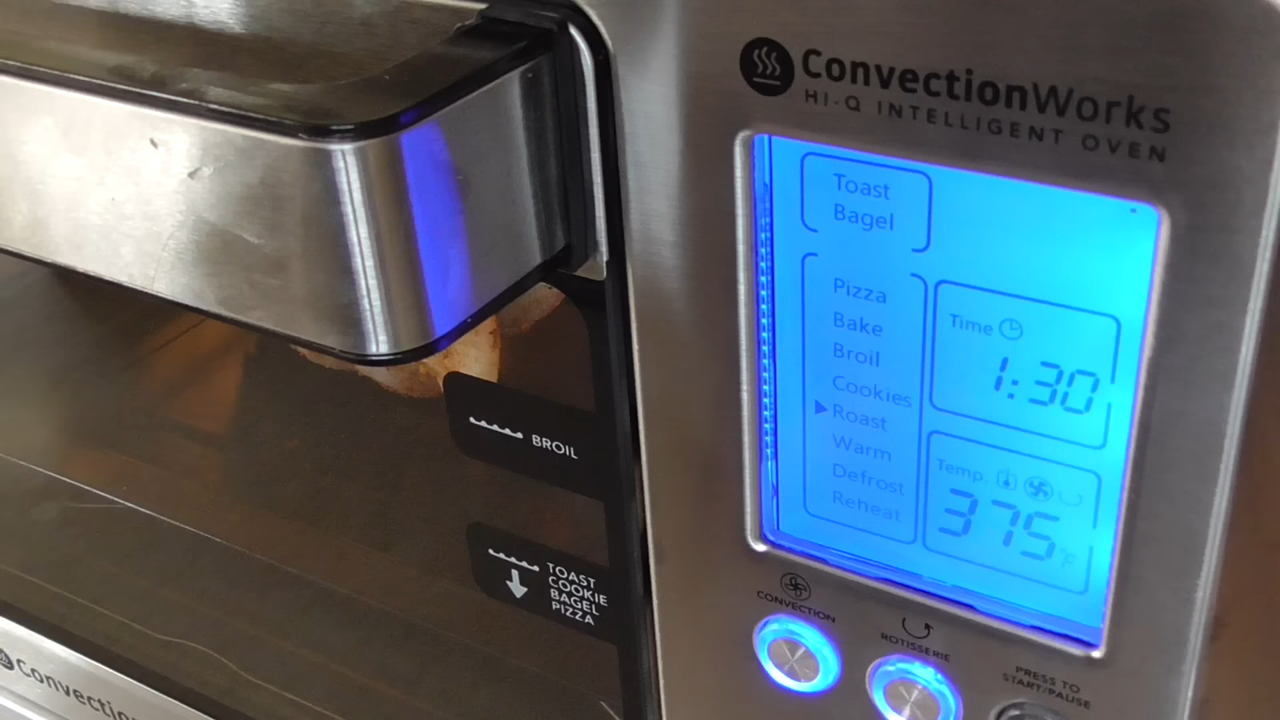 ConvectionWorks
HI-Q INTELLIGENT OVEN
Toast
Bagel
Pizza
Bake
Broil
Cookies
Roast
Warm
Defrost
Reheat
Time
1:30
Temp.
375°F
BROIL
TOAST
COOKIE
BAGEL
PIZZA
CONVECTION
ROTISSERIE
PRESS TO
START/PAUSE